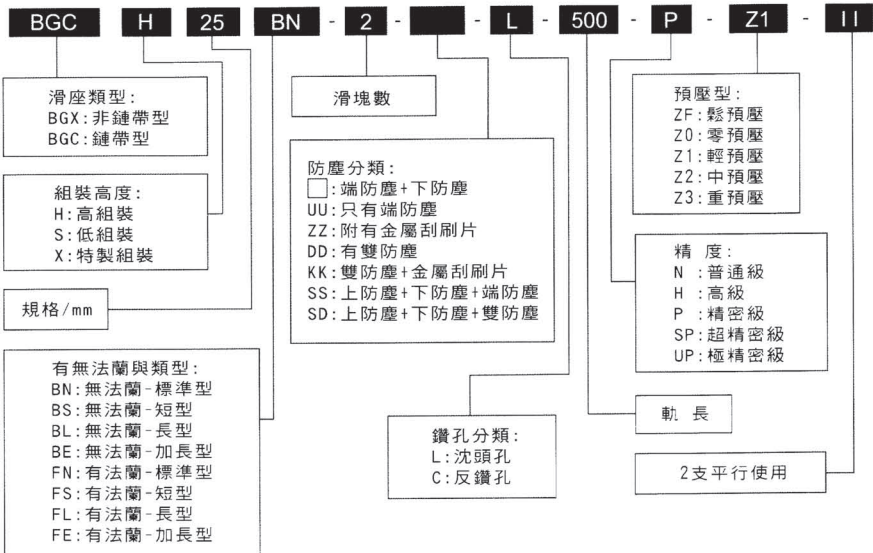 BGC H 25 BN - 2 - - L - 500 - P - Z1 - II
滑座類型:
BGX:非鏈帶型
BGC:鏈帶型
組裝高度:
H:高組裝
S:低組裝
X:特製組裝
規格/mm
有無法蘭與類型:
BN:無法蘭-標準型
BS:無法蘭-短型
BL:無法蘭-長型
BE:無法蘭-加長型
FN:有法蘭-標準型
FS:有法蘭-短型
FL:有法蘭-長型
FE:有法蘭-加長型
滑塊數
防塵分類:
□:端防塵+下防塵
UU:只有端防塵
ZZ:附有金屬刮刷片
DD:有雙防塵
KK:雙防塵+金屬刮刷片
SS:上防塵+下防塵+端防塵
SD:上防塵+下防塵+雙防塵
鑽孔分類:
L:沈頭孔
C:反鑽孔
預壓型:
ZF:鬆預壓
Z0:零預壓
Z1:輕預壓
Z2:中預壓
Z3:重預壓
精 度:
N :普通級
H :高級
P :精密級
SP:超精密級
UP:極精密級
軌 長
2支平行使用